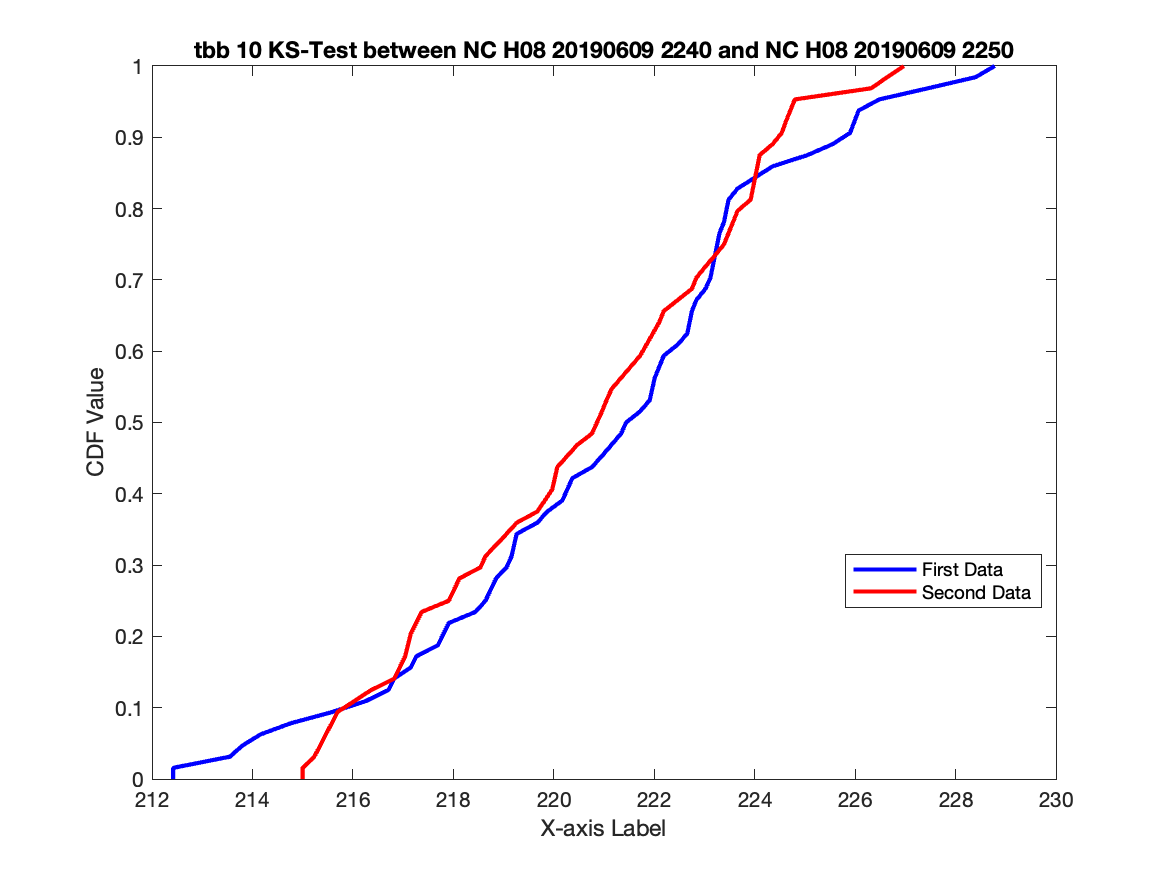 tbb 10 KS-Test between NC H08 20190609 2240 and NC H08 20190609 2250
1
0.9
0.8
0.7
0.6
0.5
0.4
0.3
0.2
0.1
0
CDF Value
First Data
Second Data
212 214 216 218 220 222 224 226 228 230
X-axis Label